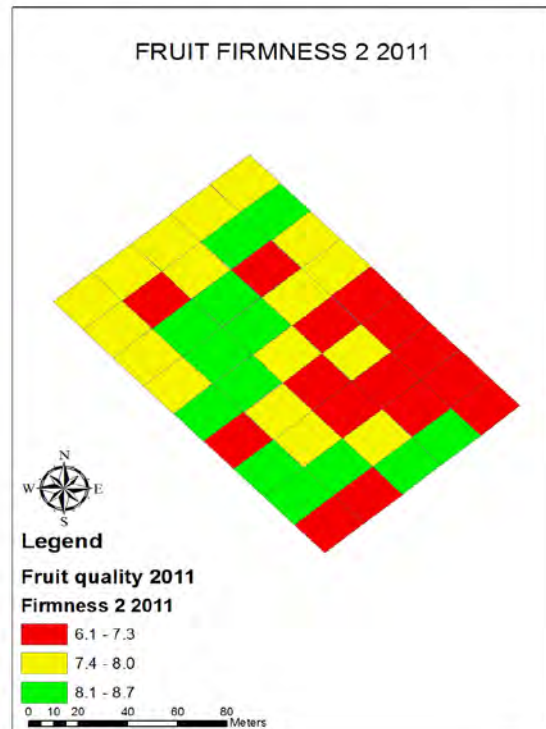 FRUIT FIRMNESS 2 2011
N
W E
S
Legend
Fruit quality 2011
Firmness 2 2011
6.1 - 7.3
7.4 - 8.0
8.1 - 8.7
0 20 40 60 80
Meters